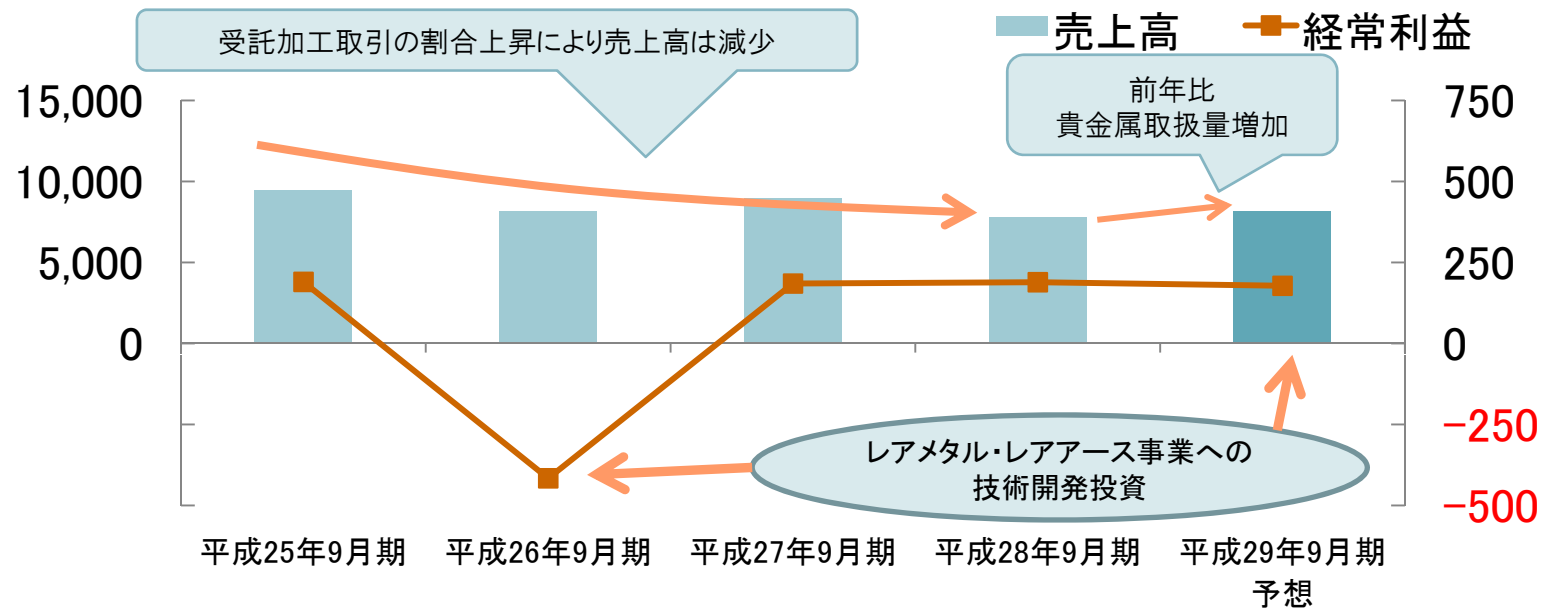 受託加工取引の割合上昇により売上高は減少
売上高
経常利益
前年比
貴金属取扱量増加
15,000
10,000
5,000
0
750
500
250
0
-250
-500
レアメタル・レアアース事業への
技術開発投資
平成25年9月期
平成26年9月期
平成27年9月期
平成28年9月期
平成29年9月期
予想